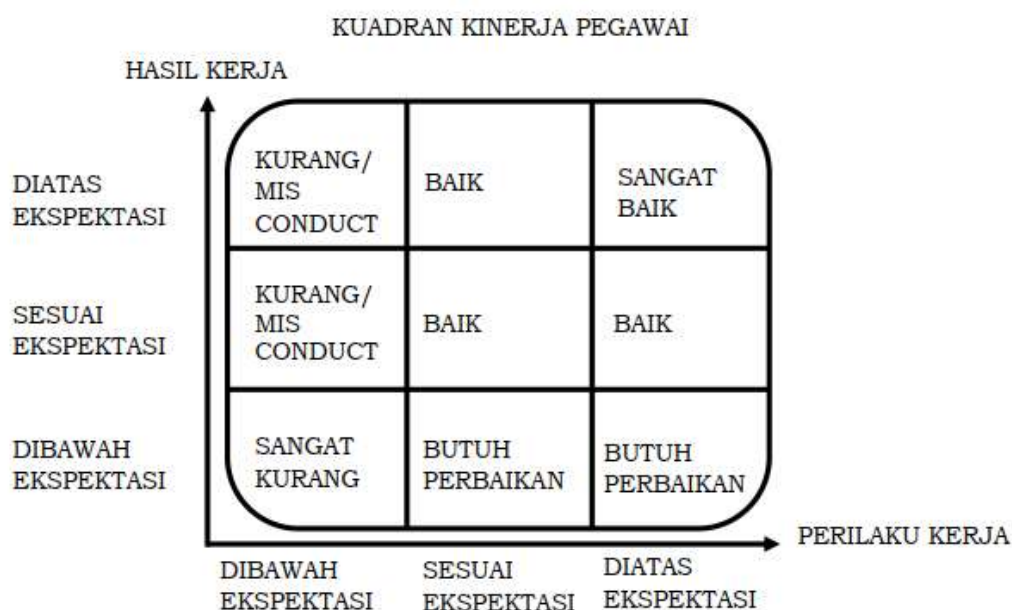 KUADRAN KINERJA PEGAWAI
HASIL KERJA
DIATAS
EKSPEKTASI
KURANG/
MIS
CONDUCT
BAIK
SANGAT
BAIK
SESUAI
EKSPEKTASI
KURANG/
MIS
CONDUCT
BAIK
BAIK
DIBAWAH
EKSPEKTASI
SANGAT
KURANG
BUTUH
PERBAIKAN
BUTUH
PERBAIKAN
PERILAKU KERJA
DIBAWAH
EKSPEKTASI
SESUAI
EKSPEKTASI
DIATAS
EKSPEKTASI